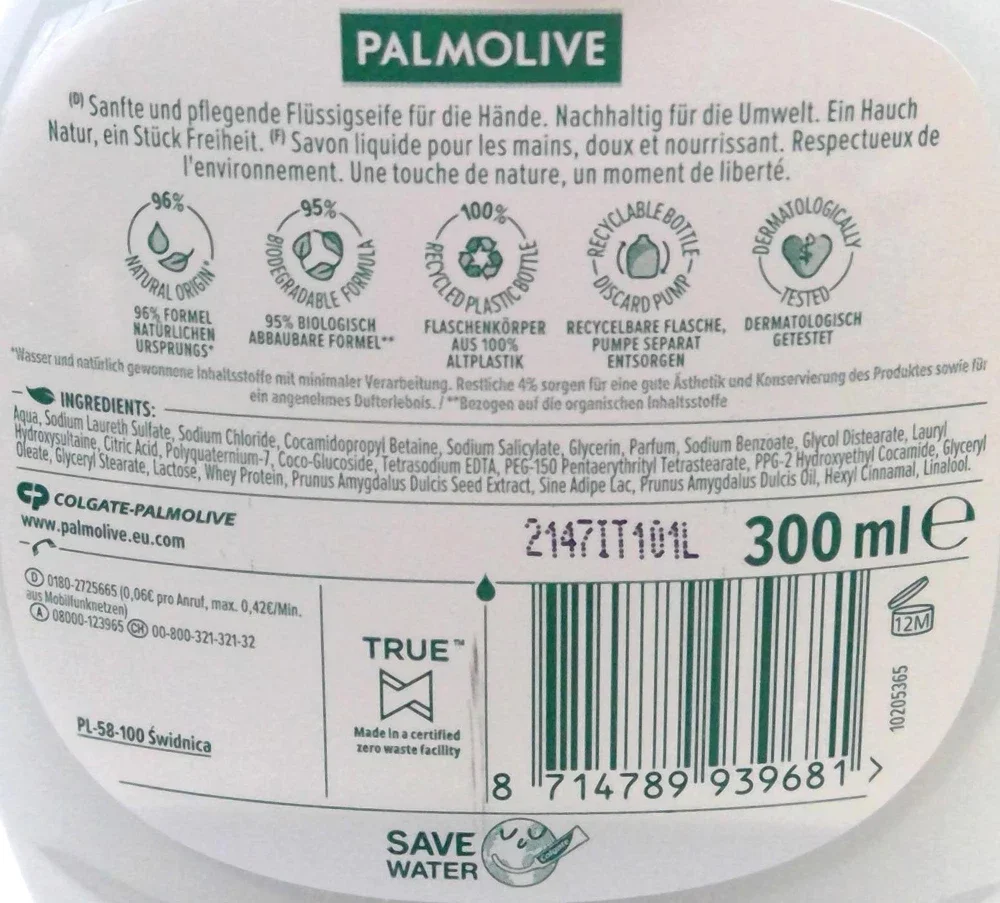 PALMOLIVE
(D) Sanfte und pflegende Flüssigseife für die Hände. Nachhaltig für die Umwelt. Ein Hauch
Natur, ein Stück Freiheit. (F) Savon liquide pour les mains, doux et nourrissant. Respectueux de
l'environnement. Une touche de nature, un moment de liberté.
96% NATURAL ORIGIN*
95% BIODEGRADABLE FORMULA
100% RECYCLED PLASTIC BOTTLE
RECYCLABLE BOTTLE – DISCARD PUMP –
DERMATOLOGICALLY TESTED
96% FORMEL
NATÜRLICHEN
URSPRUNGS*
95% BIOLOGISCH
ABBAUBARE FORMEL**
FLASCHENKÖRPER
AUS 100%
ALTPLASTIK
RECYCELBARE FLASCHE,
PUMPE SEPARAT
ENTSORGEN
DERMATOLOGISCH
GETESTET
*Wasser und natürlich gewonnene Inhaltsstoffe mit minimaler Verarbeitung. Restliche 4% sorgen für eine gute Ästhetik und Konservierung des Produktes sowie für
ein angenehmes Dufterlebnis. / **Bezogen auf die organischen Inhaltsstoffe
INGREDIENTS:
Aqua, Sodium Laureth Sulfate, Sodium Chloride, Cocamidopropyl Betaine, Sodium Salicylate, Glycerin, Parfum, Sodium Benzoate, Glycol Distearate, Lauryl
Hydroxysultaine, Citric Acid, Polyquaternium-7, Coco-Glucoside, Tetrasodium EDTA, PEG-150 Pentaerythrityl Tetrastearate, PPG-2 Hydroxyethyl Cocamide, Glyceryl
Oleate, Glyceryl Stearate, Lactose, Whey Protein, Prunus Amygdalus Dulcis Seed Extract, Sine Adipe Lac, Prunus Amygdalus Dulcis Oil, Hexyl Cinnamal, Linalool.
CP COLGATE-PALMOLIVE
www.palmolive.eu.com
2147IT101L
300 ml e
(D) 0180-2725665 (0,06€ pro Anruf, max. 0,42€/Min.
aus Mobilfunknetzen)
(A) 08000-123965 (CH) 00-800-321-321-32
PL-58-100 Świdnica
TRUE™
Made in a certified
zero waste facility
12M
10205365
8 714789 939681 >
SAVE
WATER
Colgate